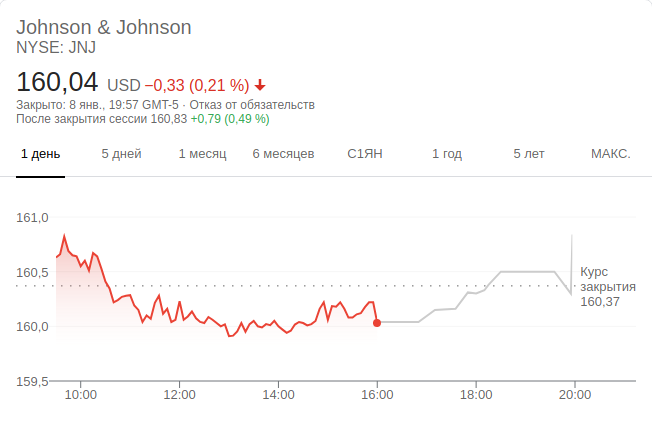 Johnson & Johnson
NYSE: JNJ
160,04 USD −0,33 (0,21 %)
Закрыто: 8 янв., 19:57 GMT-5 · Отказ от обязательств
После закрытия сессии 160,83 +0,79 (0,49 %)
1 день 5 дней 1 месяц 6 месяцев С1ЯН 1 год 5 лет МАКС.
161,0
160,5
Курс
закрытия
160,37
160,0
159,5
10:00 12:00 14:00 16:00 18:00 20:00